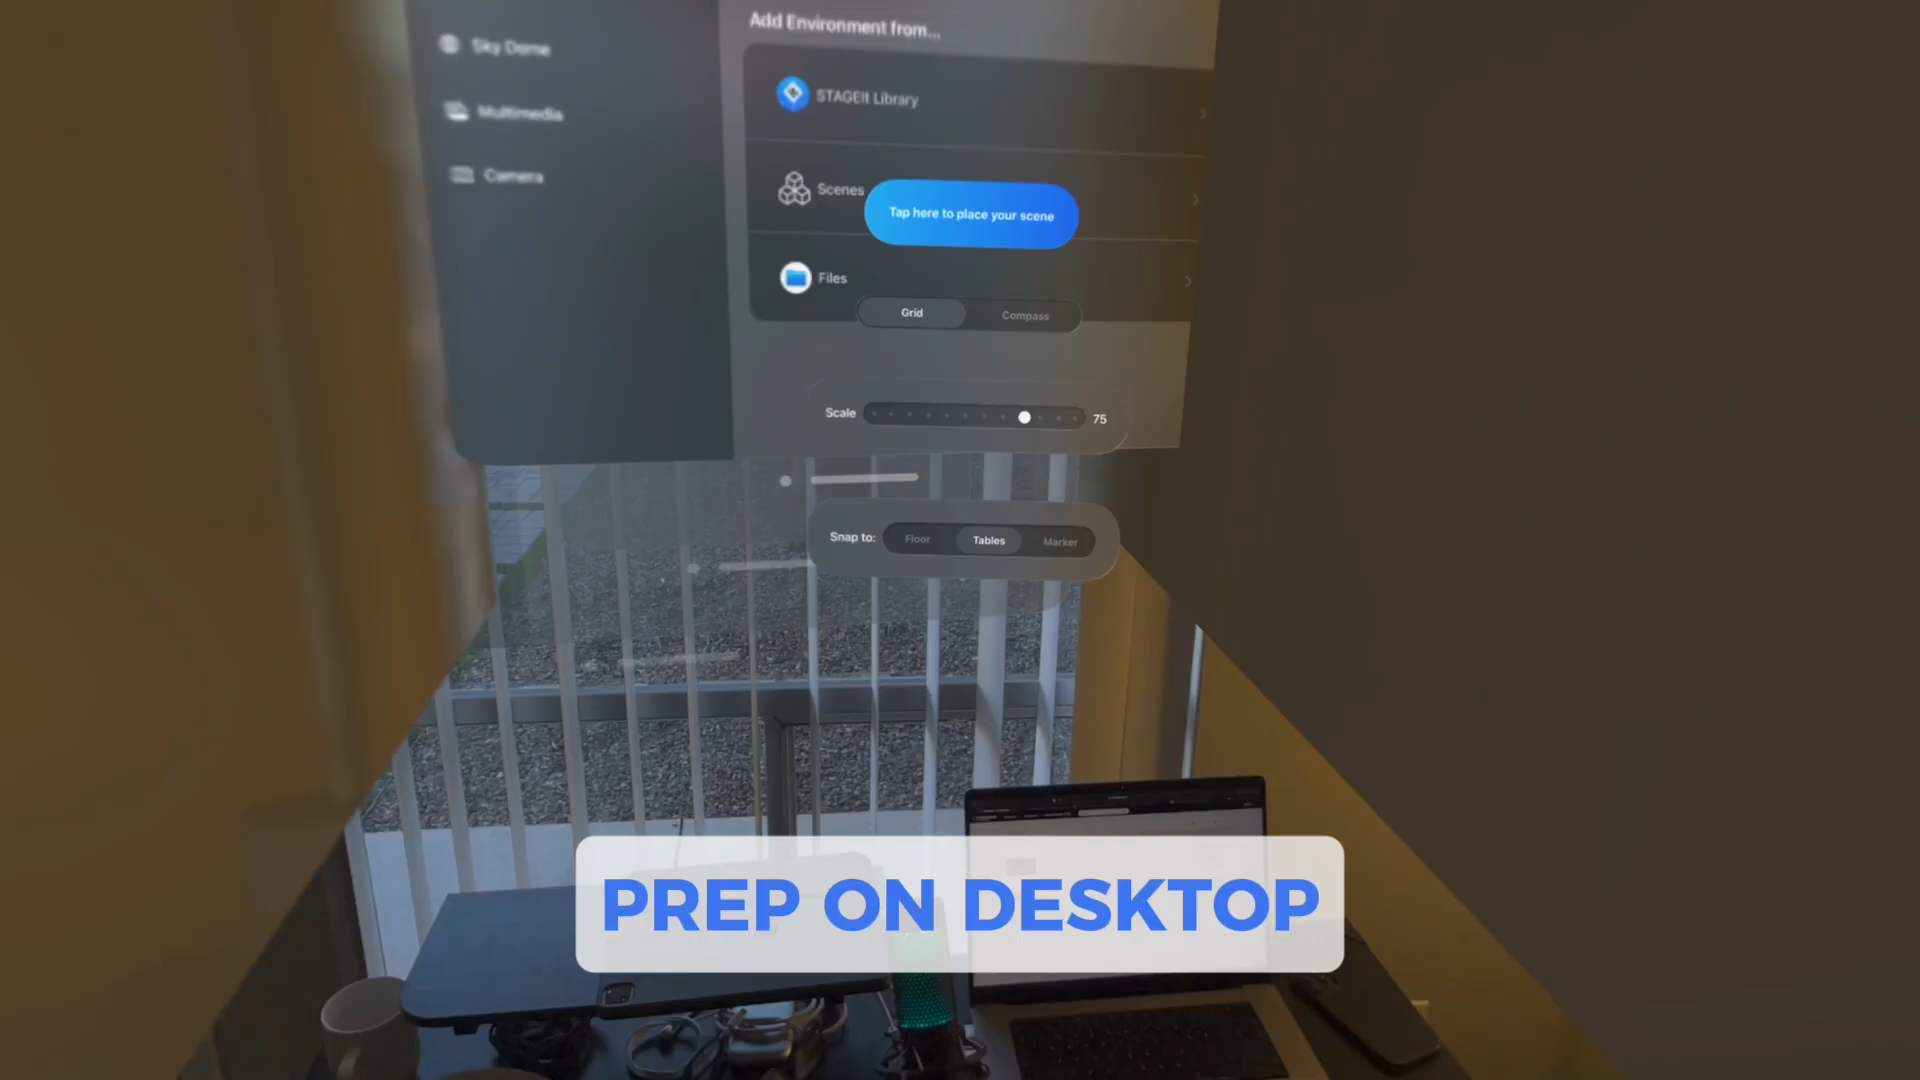 Add Environment from...
Sky Dome
Multimedia
Camera
STAGEit Library
Scenes
Tap here to place your scene
Files
Grid
Compass
Scale
75
Snap to:
Floor
Tables
Marker
PREP ON DESKTOP